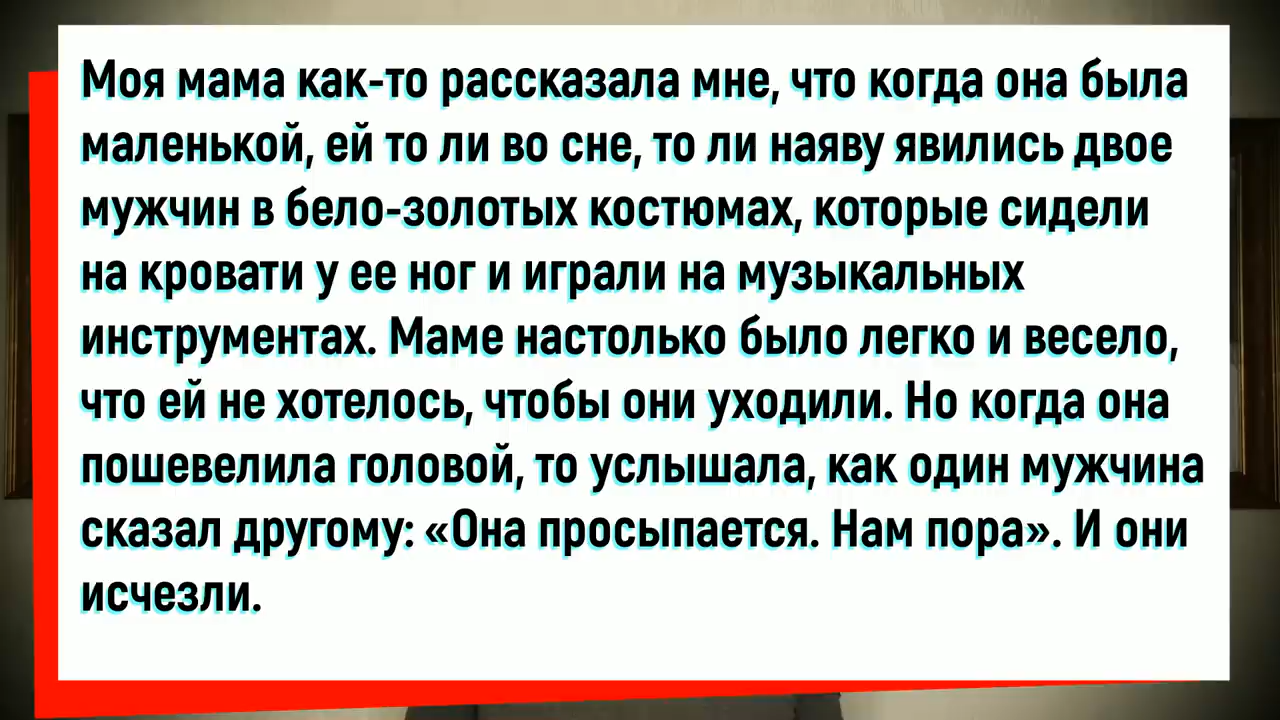 Моя мама как-то рассказала мне, что когда она была
маленькой, ей то ли во сне, то ли наяву явились двое
мужчин в бело-золотых костюмах, которые сидели
на кровати у ее ног и играли на музыкальных
инструментах. Маме настолько было легко и весело,
что ей не хотелось, чтобы они уходили. Но когда она
пошевелила головой, то услышала, как один мужчина
сказал другому: «Она просыпается. Нам пора». И они
исчезли.